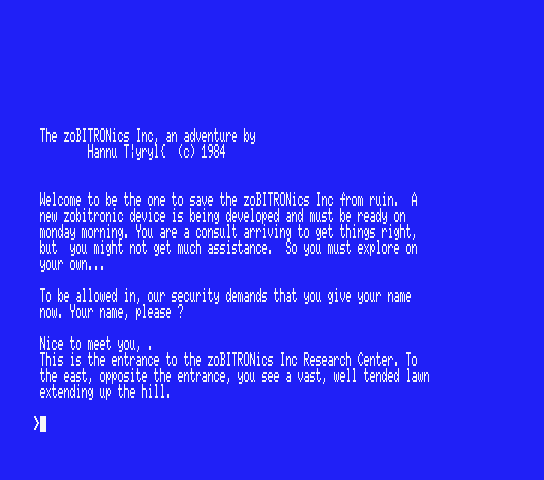 The zoBITRONics Inc, an adventure by
Hannu T|yryl{ (c) 1984
Welcome to be the one to save the zoBITRONics Inc from ruin. A
new zobitronic device is being developed and must be ready on
monday morning. You are a consult arriving to get things right,
but you might not get much assistance. So you must explore on
your own...
To be allowed in, our security demands that you give your name
now. Your name, please ?
Nice to meet you, .
This is the entrance to the zoBITRONics Inc Research Center. To
the east, opposite the entrance, you see a vast, well tended lawn
extending up the hill.
>